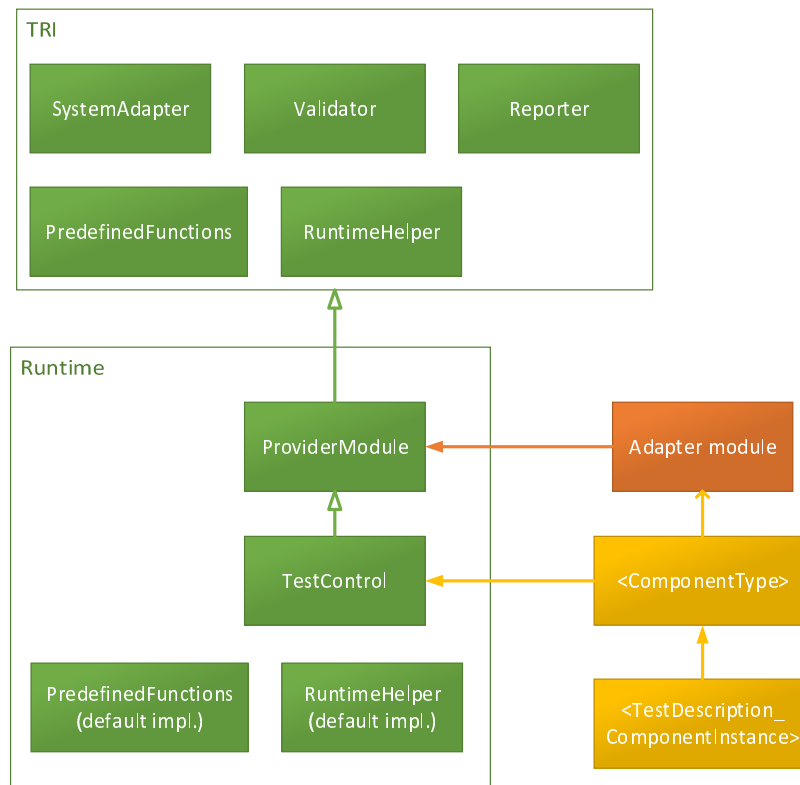 TRI
SystemAdapter
Validator
Reporter
PredefinedFunctions
RuntimeHelper
Runtime
ProviderModule
Adapter module
TestControl
<ComponentType>
PredefinedFunctions
(default impl.)
RuntimeHelper
(default impl.)
<TestDescription_
ComponentInstance>